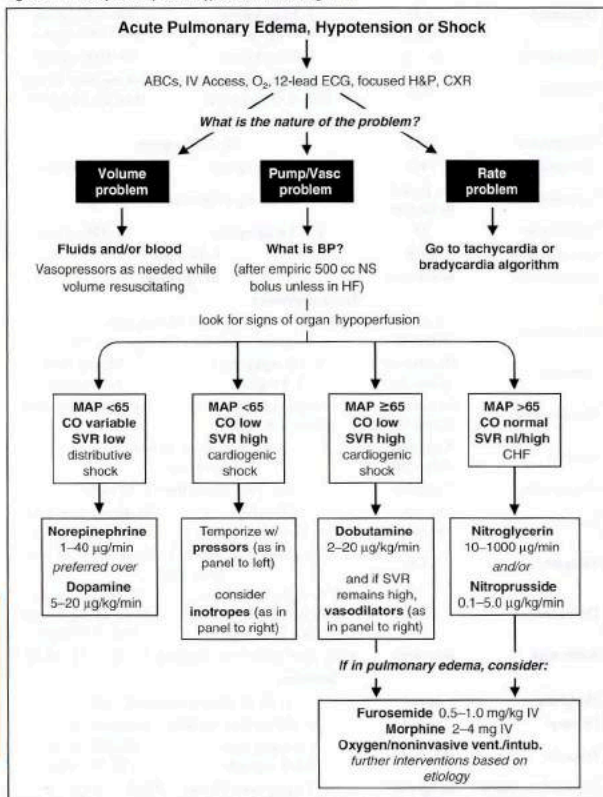 Acute Pulmonary Edema, Hypotension or Shock
ABCs, IV Access, O₂, 12-lead ECG, focused H&P, CXR
What is the nature of the problem?
Volume
problem
Pump/Vasc
problem
Rate
problem
Fluids and/or blood
Vasopressors as needed while
volume resuscitating
What is BP?
(after empiric 500 cc NS
bolus unless in HF)
Go to tachycardia or
bradycardia algorithm
look for signs of organ hypoperfusion
MAP <65
CO variable
SVR low
distributive
shock
MAP <65
CO low
SVR high
cardiogenic
shock
MAP ≥65
CO low
SVR high
cardiogenic
shock
MAP >65
CO normal
SVR nl/high
CHF
Norepinephrine
1–40 µg/min
preferred over
Dopamine
5–20 µg/kg/min
Temporize w/
pressors (as in
panel to left)
consider
inotropes (as in
panel to right)
Dobutamine
2–20 µg/kg/min
and if SVR
remains high,
vasodilators (as
in panel to right)
Nitroglycerin
10–1000 µg/min
and/or
Nitroprusside
0.1–5.0 µg/kg/min
If in pulmonary edema, consider:
Furosemide 0.5–1.0 mg/kg IV
Morphine 2–4 mg IV
Oxygen/noninvasive vent./intub.
further interventions based on
etiology